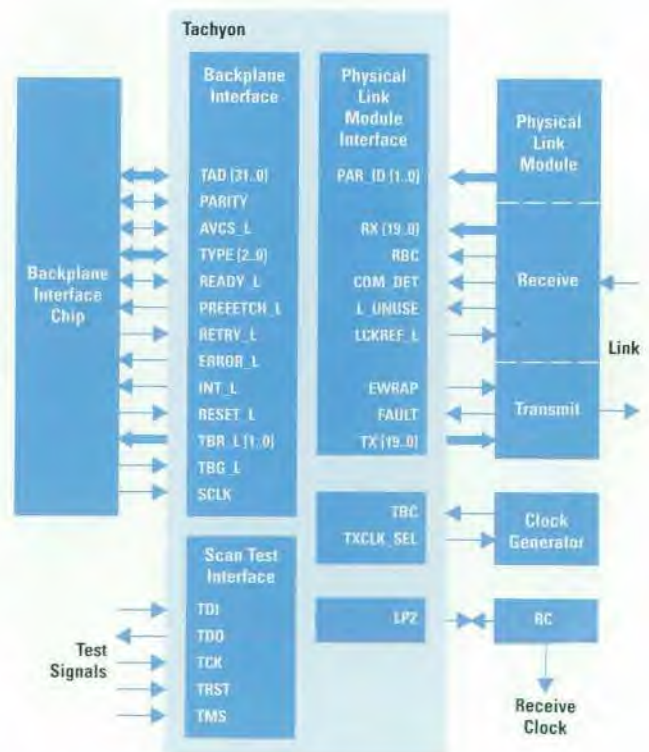 Tachyon
Backplane
Interface
Chip
Backplane
Interface
TAD [31..0]
PARITY
AVCS_L
TYPE [2..0]
READY_L
PREFETCH_L
RETRY_L
ERROR_L
INT_L
RESET_L
TBR_L [1..0]
TBG_L
SCLK
Physical
Link
Module
Interface
PAR_ID [1..0]
RX [19..0]
RBC
COM_DET
L_UNUSE
LCKREF_L
EWRAP
FAULT
TX [19..0]
Physical
Link
Module
Receive
Transmit
Link
TBC
TXCLK_SEL
Clock
Generator
Scan Test
Interface
TDI
TDO
TCK
TRST
TMS
Test
Signals
LPZ
RC
Receive
Clock